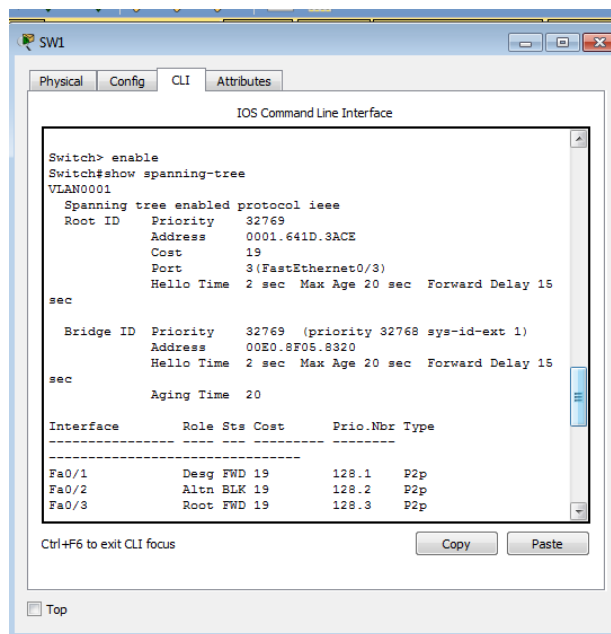 SW1
Physical Config CLI Attributes
IOS Command Line Interface
Switch> enable
Switch#show spanning-tree
VLAN0001
  Spanning tree enabled protocol ieee
  Root ID    Priority    32769
             Address     0001.641D.3ACE
             Cost        19
             Port        3(FastEthernet0/3)
             Hello Time  2 sec  Max Age 20 sec  Forward Delay 15
sec

  Bridge ID  Priority    32769  (priority 32768 sys-id-ext 1)
             Address     00E0.8F05.8320
             Hello Time  2 sec  Max Age 20 sec  Forward Delay 15
sec
             Aging Time  20

Interface        Role Sts Cost      Prio.Nbr Type
---------------- ---- --- --------- --------
--------------------------------
Fa0/1            Desg FWD 19        128.1    P2p
Fa0/2            Altn BLK 19        128.2    P2p
Fa0/3            Root FWD 19        128.3    P2p
Ctrl+F6 to exit CLI focus Copy Paste
Top